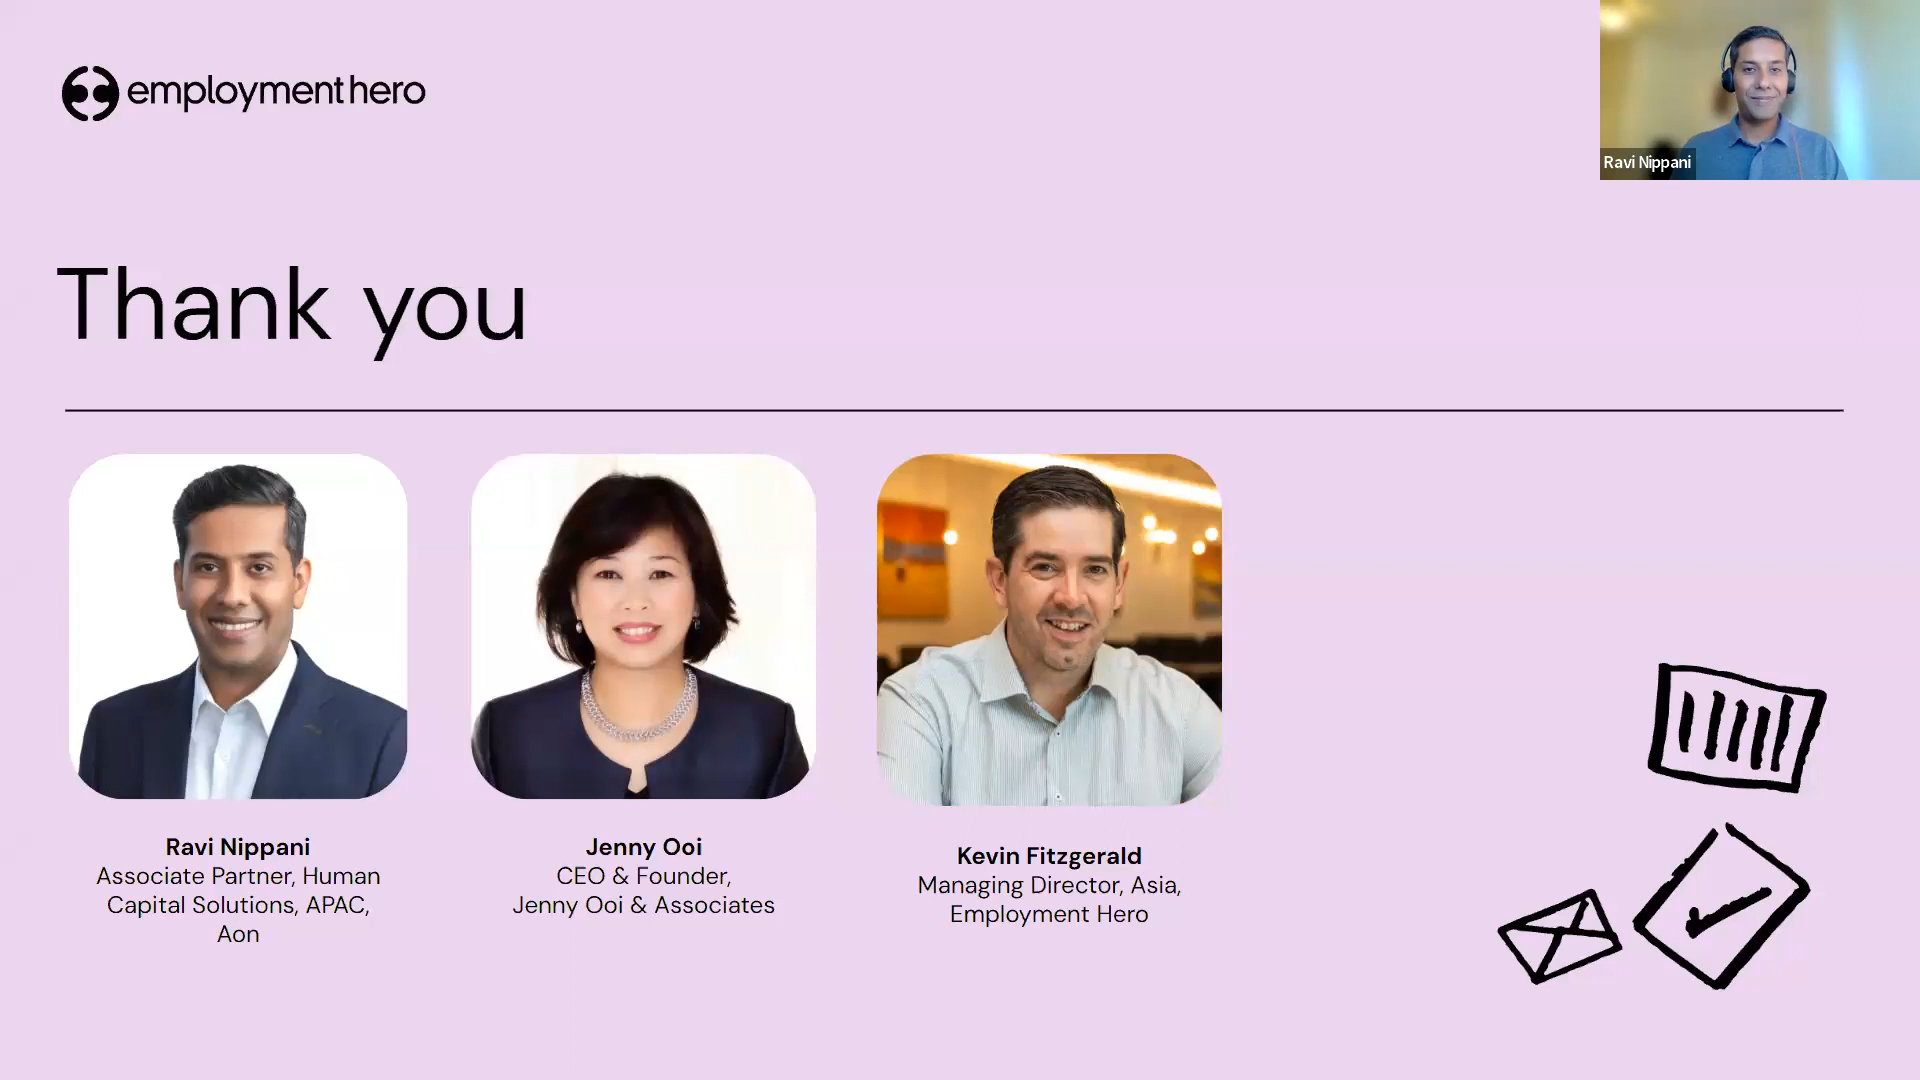 employmenthero
Ravi Nippani
Thank you
Ravi Nippani
Associate Partner, Human
Capital Solutions, APAC,
Aon
Jenny Ooi
CEO & Founder,
Jenny Ooi & Associates
Kevin Fitzgerald
Managing Director, Asia,
Employment Hero